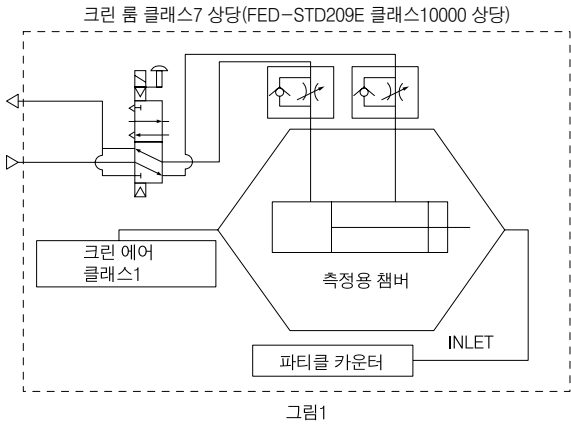 크린 룸 클래스7 상당(FED-STD209E 클래스10000 상당)
크린 에어
클래스1
측정용 챔버
INLET
파티클 카운터
그림1